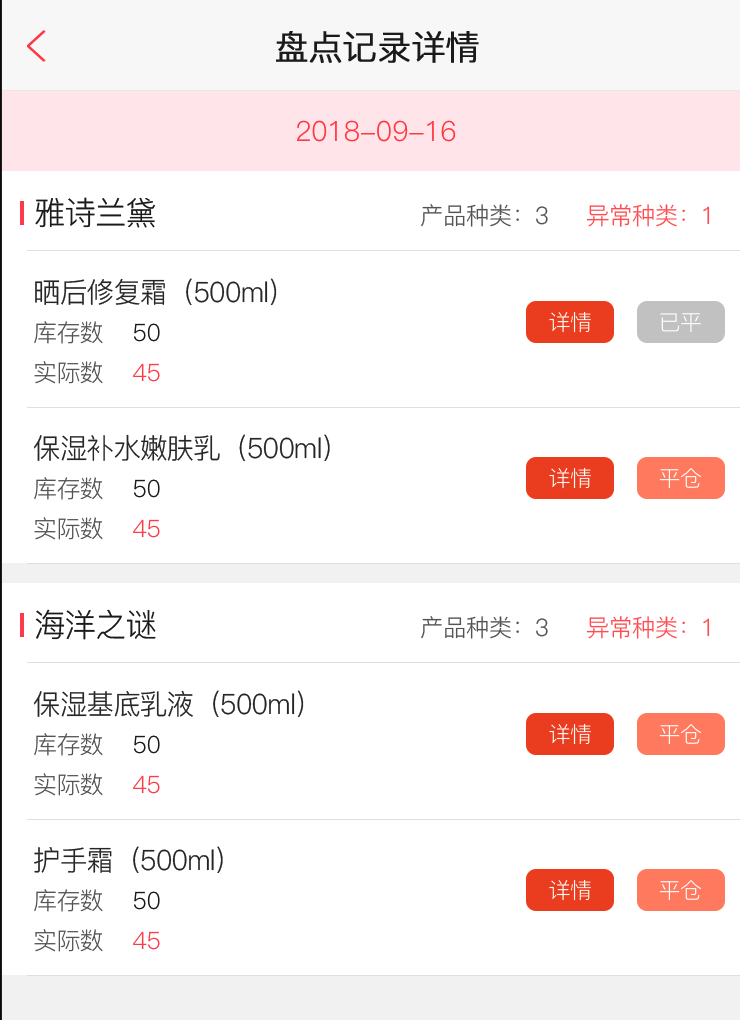 盘点记录详情
2018-09-16
雅诗兰黛 产品种类：3 异常种类：1
晒后修复霜（500ml）
库存数 50 详情 已平
实际数 45
保湿补水嫩肤乳（500ml）
库存数 50 详情 平仓
实际数 45
海洋之谜 产品种类：3 异常种类：1
保湿基底乳液（500ml）
库存数 50 详情 平仓
实际数 45
护手霜（500ml）
库存数 50 详情 平仓
实际数 45